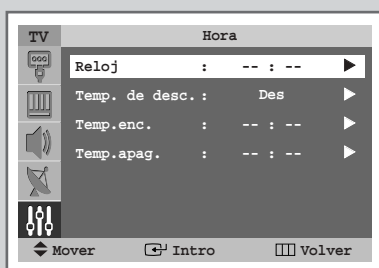 TV Hora
Reloj : -- : --
Temp. de desc. : Des
Temp.enc. : -- : --
Temp.apag. : -- : --
Mover Intro Volver